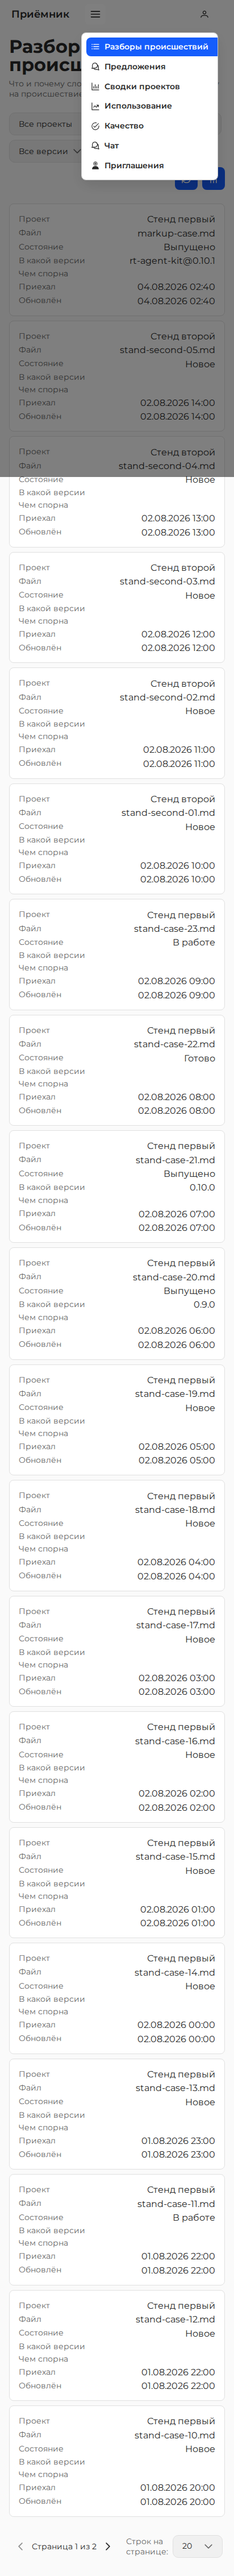 Приёмник
Разборы происшествий
Предложения
Сводки проектов
Использование
Качество
Чат
Приглашения
Разбор
происш
Что и почему сло
на происшествие
Все проекты
Все версии
Проект Стенд первый
Файл markup-case.md
Состояние Выпущено
В какой версии rt-agent-kit@0.10.1
Чем спорна
Приехал 04.08.2026 02:40
Обновлён 04.08.2026 02:40
Проект Стенд второй
Файл stand-second-05.md
Состояние Новое
В какой версии
Чем спорна
Приехал 02.08.2026 14:00
Обновлён 02.08.2026 14:00
Проект Стенд второй
Файл stand-second-04.md
Состояние Новое
В какой версии
Чем спорна
Приехал 02.08.2026 13:00
Обновлён 02.08.2026 13:00
Проект Стенд второй
Файл stand-second-03.md
Состояние Новое
В какой версии
Чем спорна
Приехал 02.08.2026 12:00
Обновлён 02.08.2026 12:00
Проект Стенд второй
Файл stand-second-02.md
Состояние Новое
В какой версии
Чем спорна
Приехал 02.08.2026 11:00
Обновлён 02.08.2026 11:00
Проект Стенд второй
Файл stand-second-01.md
Состояние Новое
В какой версии
Чем спорна
Приехал 02.08.2026 10:00
Обновлён 02.08.2026 10:00
Проект Стенд первый
Файл stand-case-23.md
Состояние В работе
В какой версии
Чем спорна
Приехал 02.08.2026 09:00
Обновлён 02.08.2026 09:00
Проект Стенд первый
Файл stand-case-22.md
Состояние Готово
В какой версии
Чем спорна
Приехал 02.08.2026 08:00
Обновлён 02.08.2026 08:00
Проект Стенд первый
Файл stand-case-21.md
Состояние Выпущено
В какой версии 0.10.0
Чем спорна
Приехал 02.08.2026 07:00
Обновлён 02.08.2026 07:00
Проект Стенд первый
Файл stand-case-20.md
Состояние Выпущено
В какой версии 0.9.0
Чем спорна
Приехал 02.08.2026 06:00
Обновлён 02.08.2026 06:00
Проект Стенд первый
Файл stand-case-19.md
Состояние Новое
В какой версии
Чем спорна
Приехал 02.08.2026 05:00
Обновлён 02.08.2026 05:00
Проект Стенд первый
Файл stand-case-18.md
Состояние Новое
В какой версии
Чем спорна
Приехал 02.08.2026 04:00
Обновлён 02.08.2026 04:00
Проект Стенд первый
Файл stand-case-17.md
Состояние Новое
В какой версии
Чем спорна
Приехал 02.08.2026 03:00
Обновлён 02.08.2026 03:00
Проект Стенд первый
Файл stand-case-16.md
Состояние Новое
В какой версии
Чем спорна
Приехал 02.08.2026 02:00
Обновлён 02.08.2026 02:00
Проект Стенд первый
Файл stand-case-15.md
Состояние Новое
В какой версии
Чем спорна
Приехал 02.08.2026 01:00
Обновлён 02.08.2026 01:00
Проект Стенд первый
Файл stand-case-14.md
Состояние Новое
В какой версии
Чем спорна
Приехал 02.08.2026 00:00
Обновлён 02.08.2026 00:00
Проект Стенд первый
Файл stand-case-13.md
Состояние Новое
В какой версии
Чем спорна
Приехал 01.08.2026 23:00
Обновлён 01.08.2026 23:00
Проект Стенд первый
Файл stand-case-11.md
Состояние В работе
В какой версии
Чем спорна
Приехал 01.08.2026 22:00
Обновлён 01.08.2026 22:00
Проект Стенд первый
Файл stand-case-12.md
Состояние Новое
В какой версии
Чем спорна
Приехал 01.08.2026 22:00
Обновлён 01.08.2026 22:00
Проект Стенд первый
Файл stand-case-10.md
Состояние Новое
В какой версии
Чем спорна
Приехал 01.08.2026 20:00
Обновлён 01.08.2026 20:00
Страница 1 из 2
Строк на
странице:
20